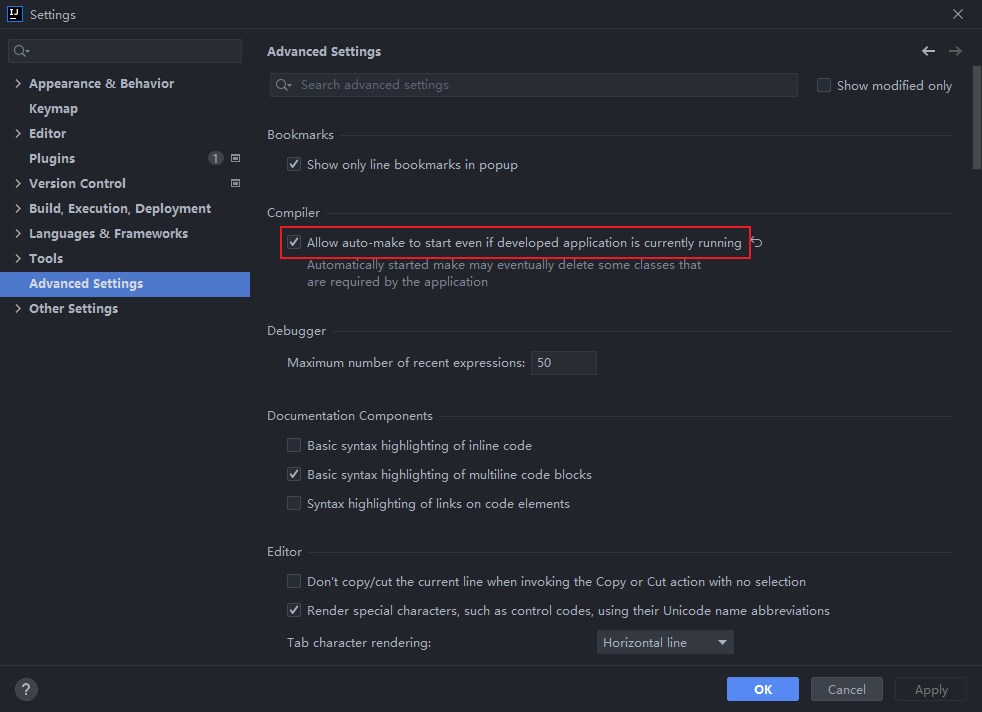 Settings
Advanced Settings
Search advanced settings
Show modified only
Appearance & Behavior
Keymap
Editor
Plugins 1
Version Control
Build, Execution, Deployment
Languages & Frameworks
Tools
Advanced Settings
Other Settings
Bookmarks
Show only line bookmarks in popup
Compiler
Allow auto-make to start even if developed application is currently running
Automatically started make may eventually delete some classes that
are required by the application
Debugger
Maximum number of recent expressions: 50
Documentation Components
Basic syntax highlighting of inline code
Basic syntax highlighting of multiline code blocks
Syntax highlighting of links on code elements
Editor
Don't copy/cut the current line when invoking the Copy or Cut action with no selection
Render special characters, such as control codes, using their Unicode name abbreviations
Tab character rendering: Horizontal line
? OK Cancel Apply